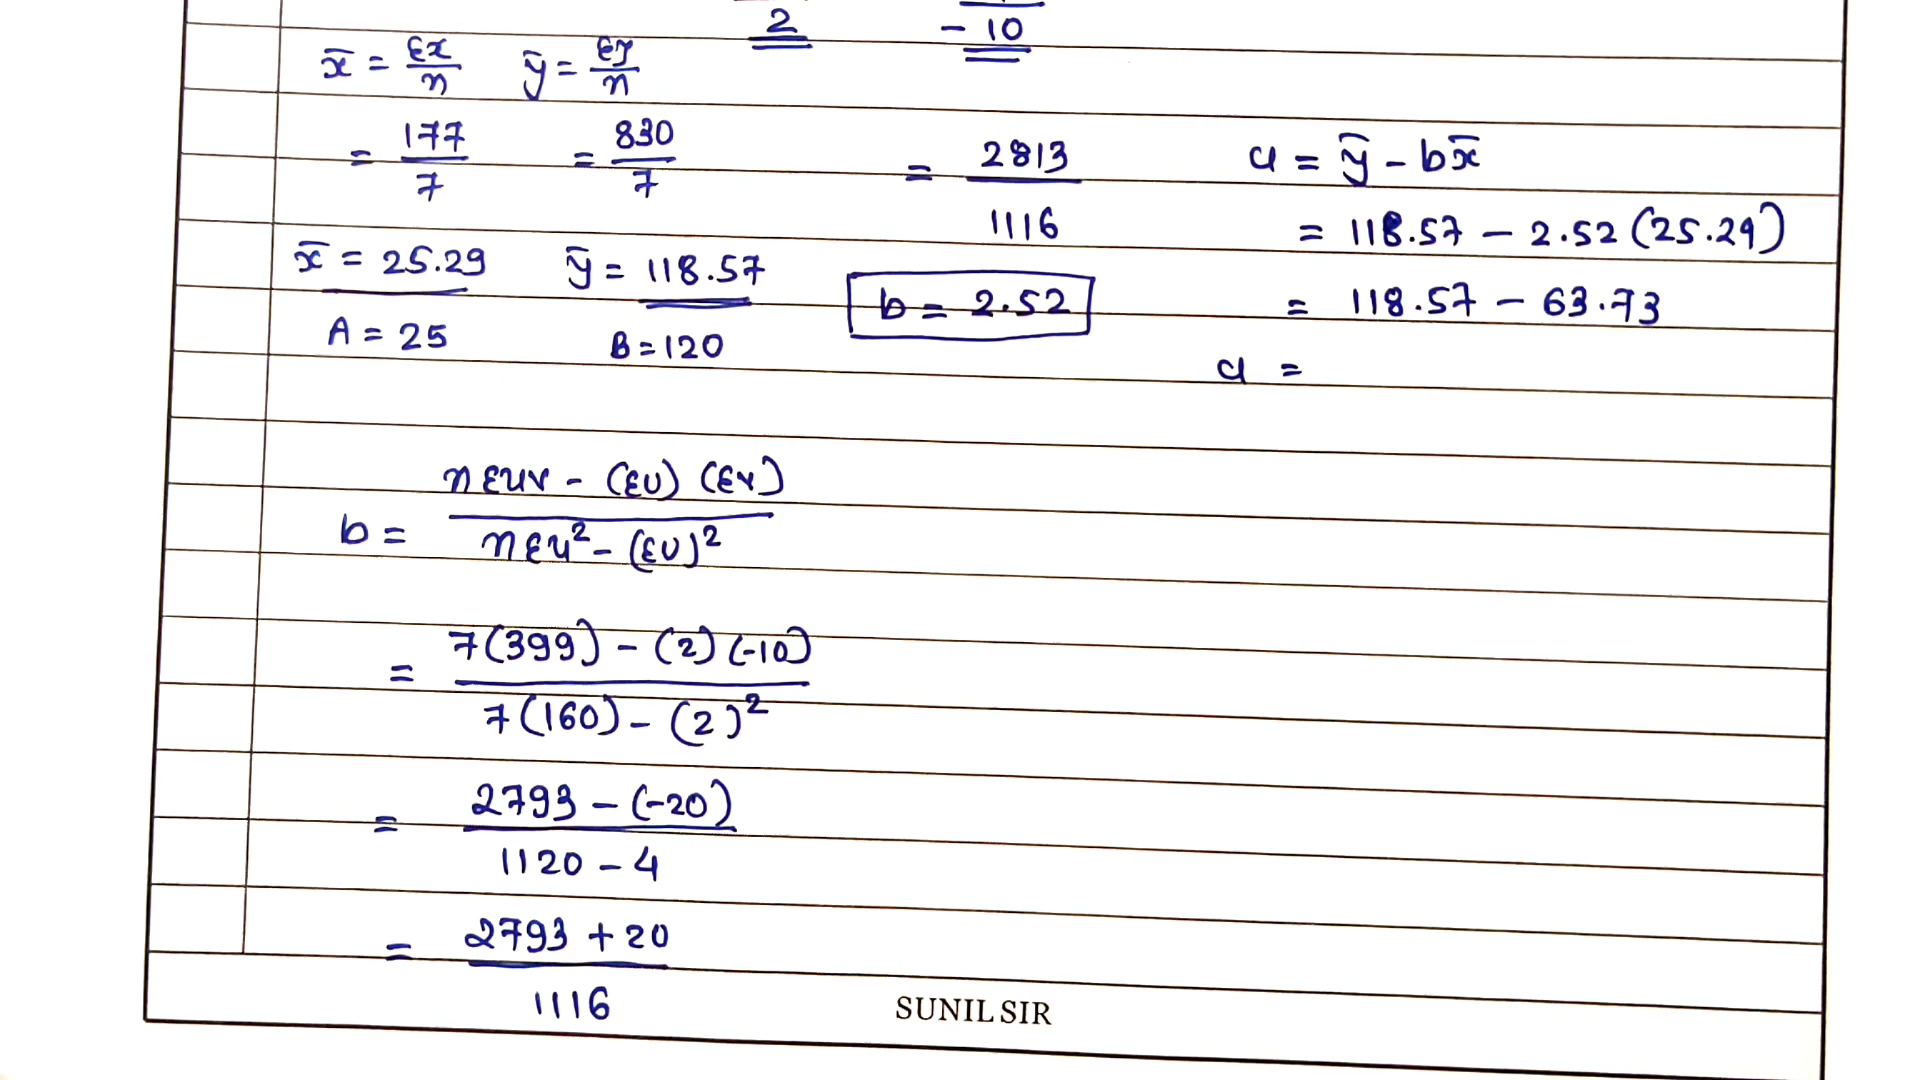 2 - 10
x̄ = Σx/n ȳ = Σy/n
= 177/7 = 830/7
x̄ = 25.29 ȳ = 118.57
A = 25 B = 120
b = nΣuv - (Σu) (Σv) / nΣu² - (Σu)²
= 7(399) - (2) (-10) / 7(160) - (2)²
= 2793 - (-20) / 1120 - 4
= 2793 + 20 / 1116
= 2813 / 1116
b = 2.52
a = ȳ - bx̄
= 118.57 - 2.52 (25.29)
= 118.57 - 63.73
a =
SUNIL SIR